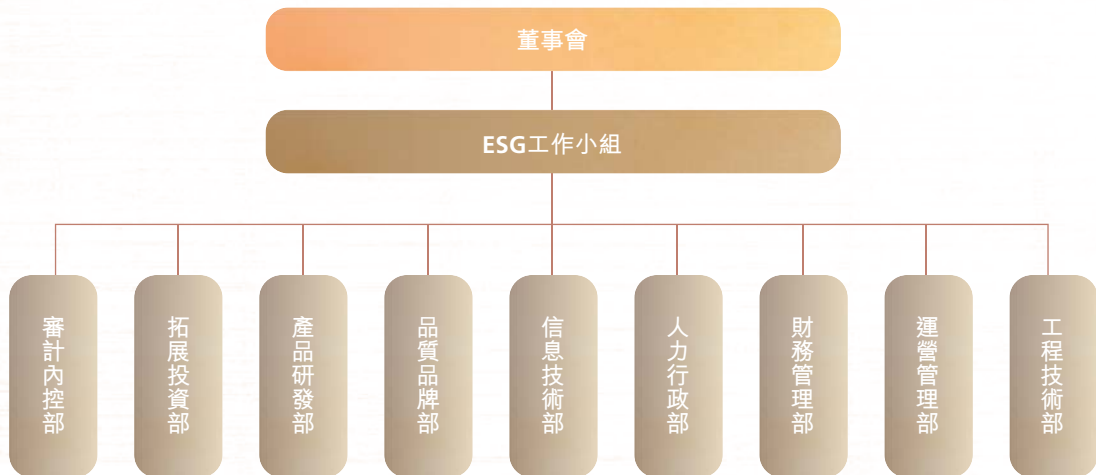 董事會
ESG工作小組
審計內控部
拓展投資部
產品研發部
品質品牌部
信息技術部
人力行政部
財務管理部
運營管理部
工程技術部